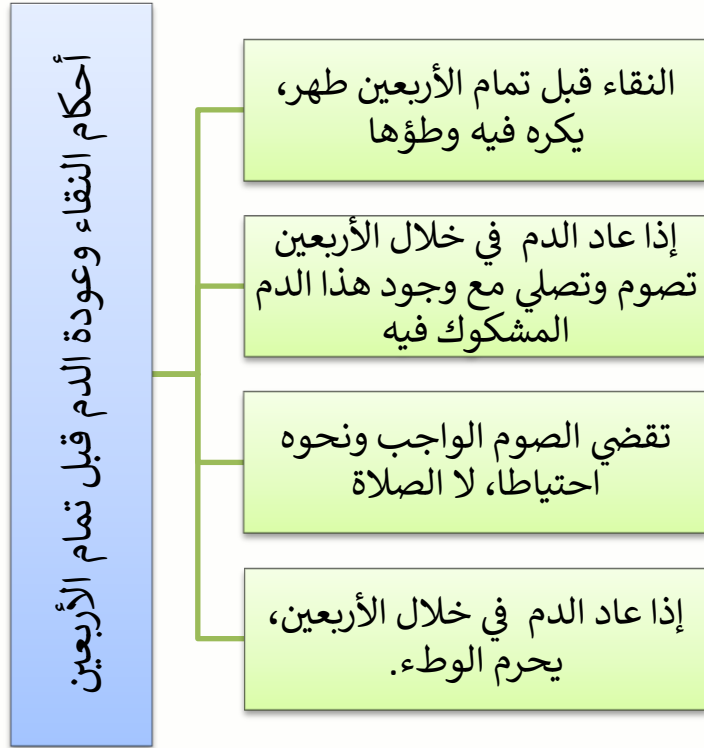 أحكام النقاء وعودة الدم قبل تمام الأربعين
النقاء قبل تمام الأربعين طهر،
يكره فيه وطؤها
إذا عاد الدم في خلال الأربعين
تصوم وتصلي مع وجود هذا الدم
المشكوك فيه
تقضي الصوم الواجب ونحوه
احتياطا، لا الصلاة
إذا عاد الدم في خلال الأربعين،
يحرم الوطء.